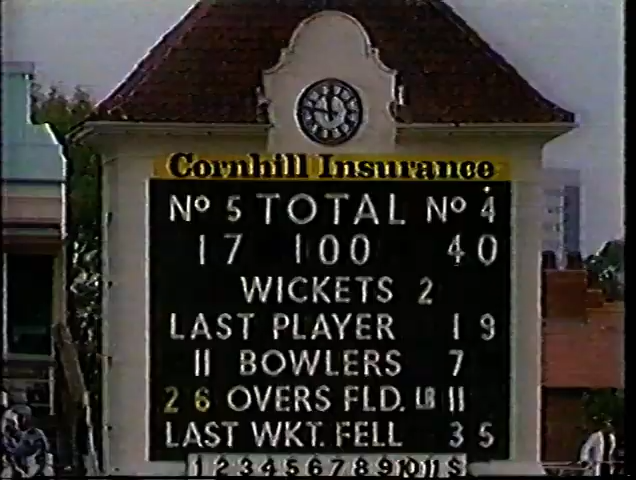 Cornhill Insurance
No 5 TOTAL No 4
17 100 40
WICKETS 2
LAST PLAYER 19
11 BOWLERS 7
26 OVERS FLD. LB 11
LAST WKT. FELL 35
1 2 3 4 5 6 7 8 9 10 11 S